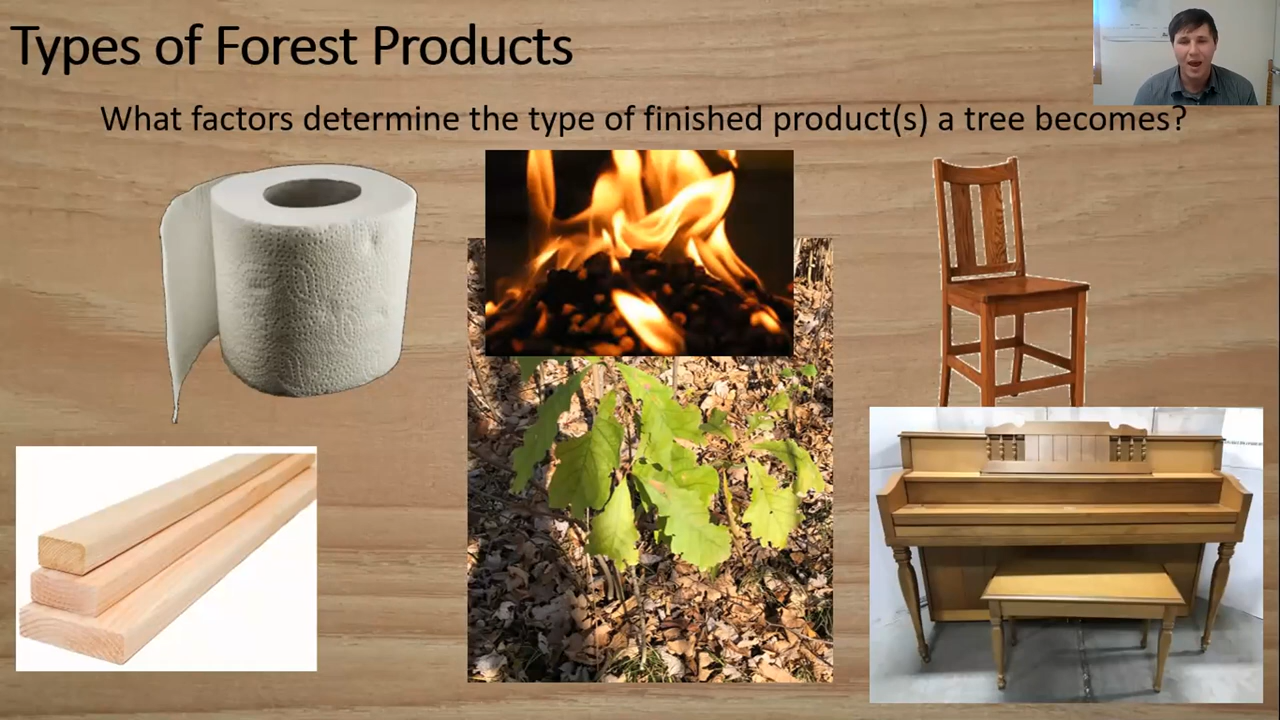 Types of Forest Products
What factors determine the type of finished product(s) a tree becomes?